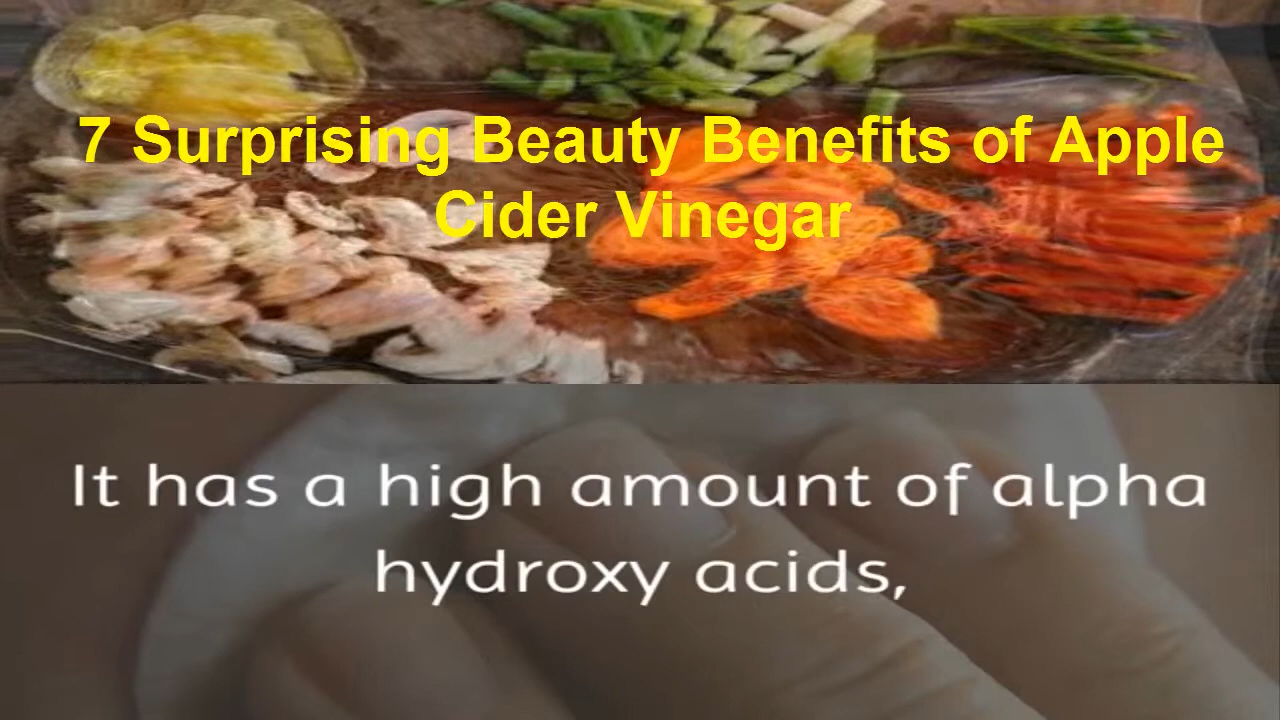 7 Surprising Beauty Benefits of Apple
Cider Vinegar
It has a high amount of alpha
hydroxy acids,